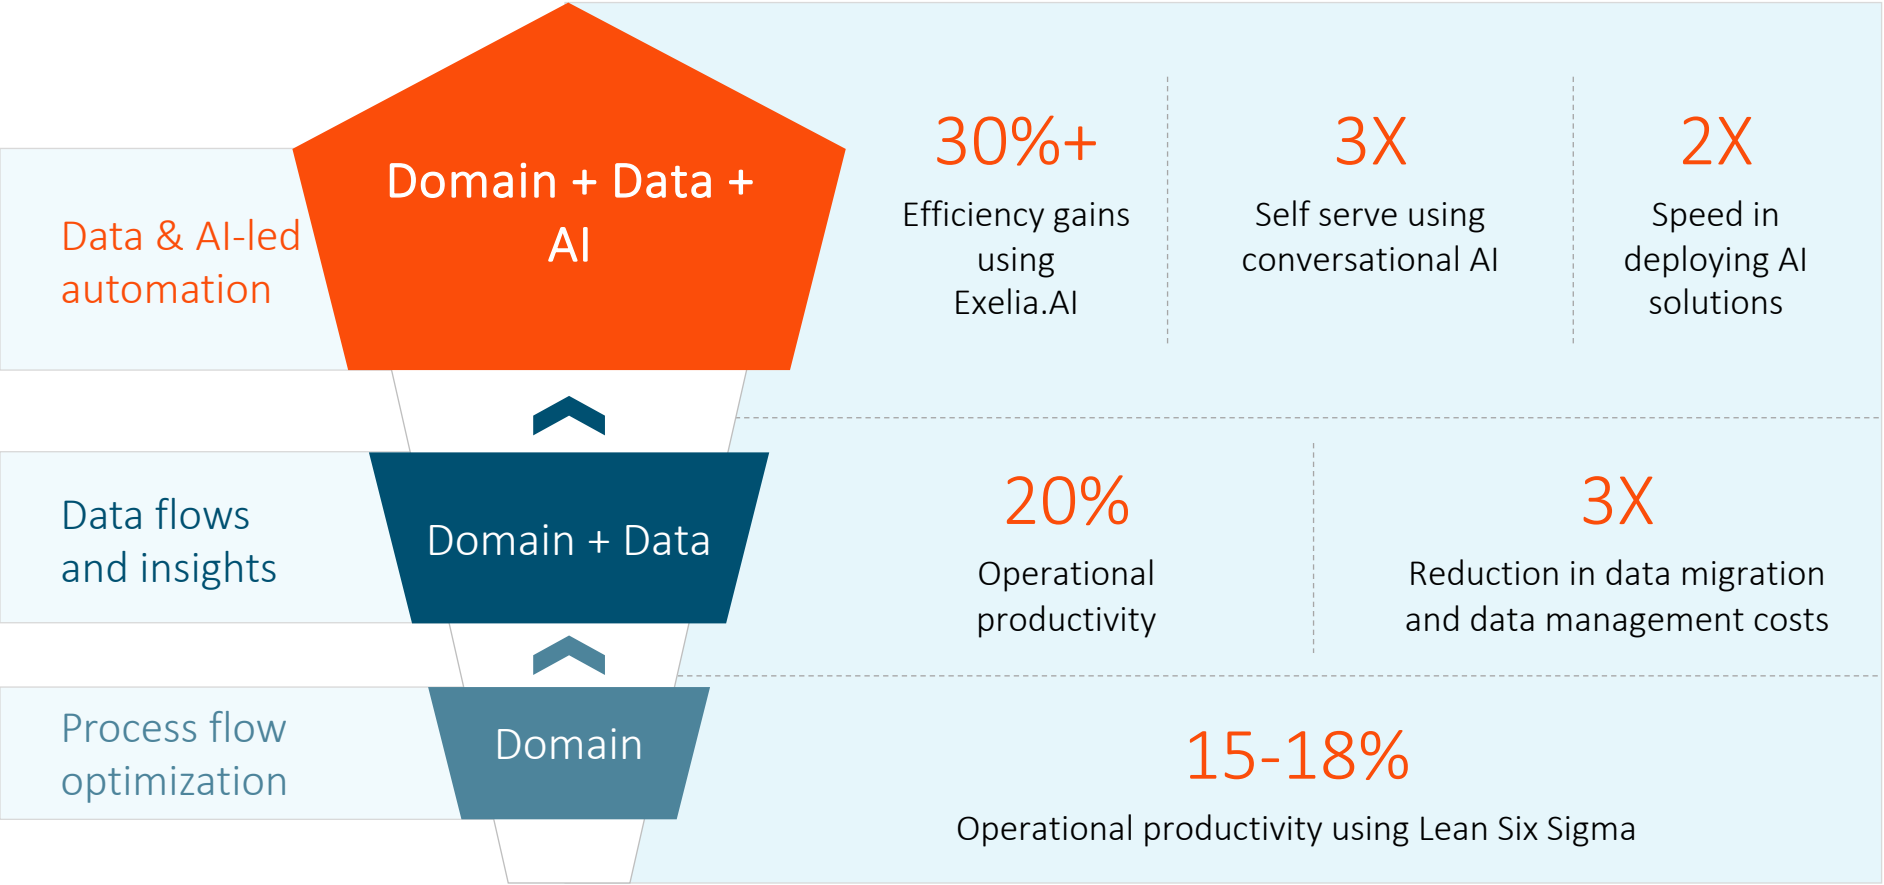 Data & AI-led
automation
Domain + Data +
AI
30%+
Efficiency gains
using
Exelia.AI
3X
Self serve using
conversational AI
2X
Speed in
deploying AI
solutions
Data flows
and insights
Domain + Data
20%
Operational
productivity
3X
Reduction in data migration
and data management costs
Process flow
optimization
Domain
15-18%
Operational productivity using Lean Six Sigma